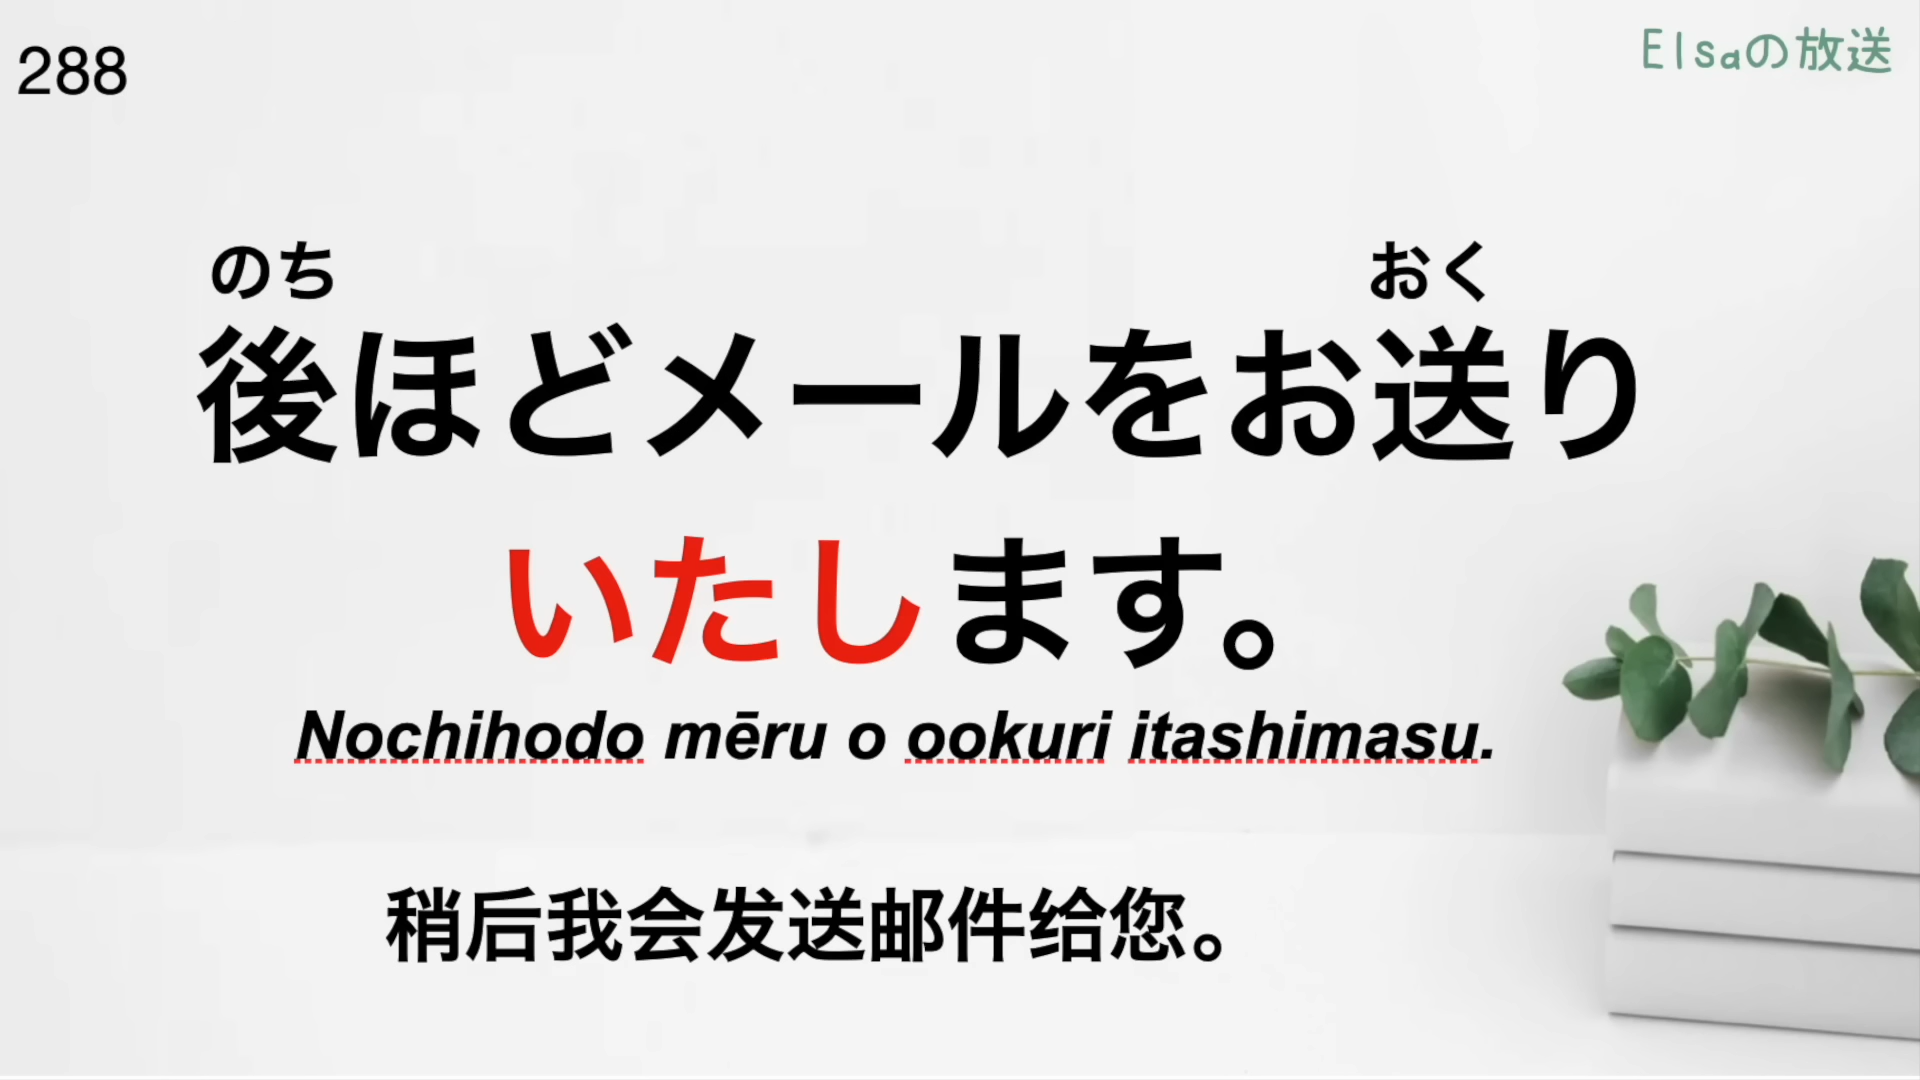 288
Elsaの放送
のち おく
後ほどメールをお送り
いたします。
Nochihodo mēru o ookuri itashimasu.
稍后我会发送邮件给您。